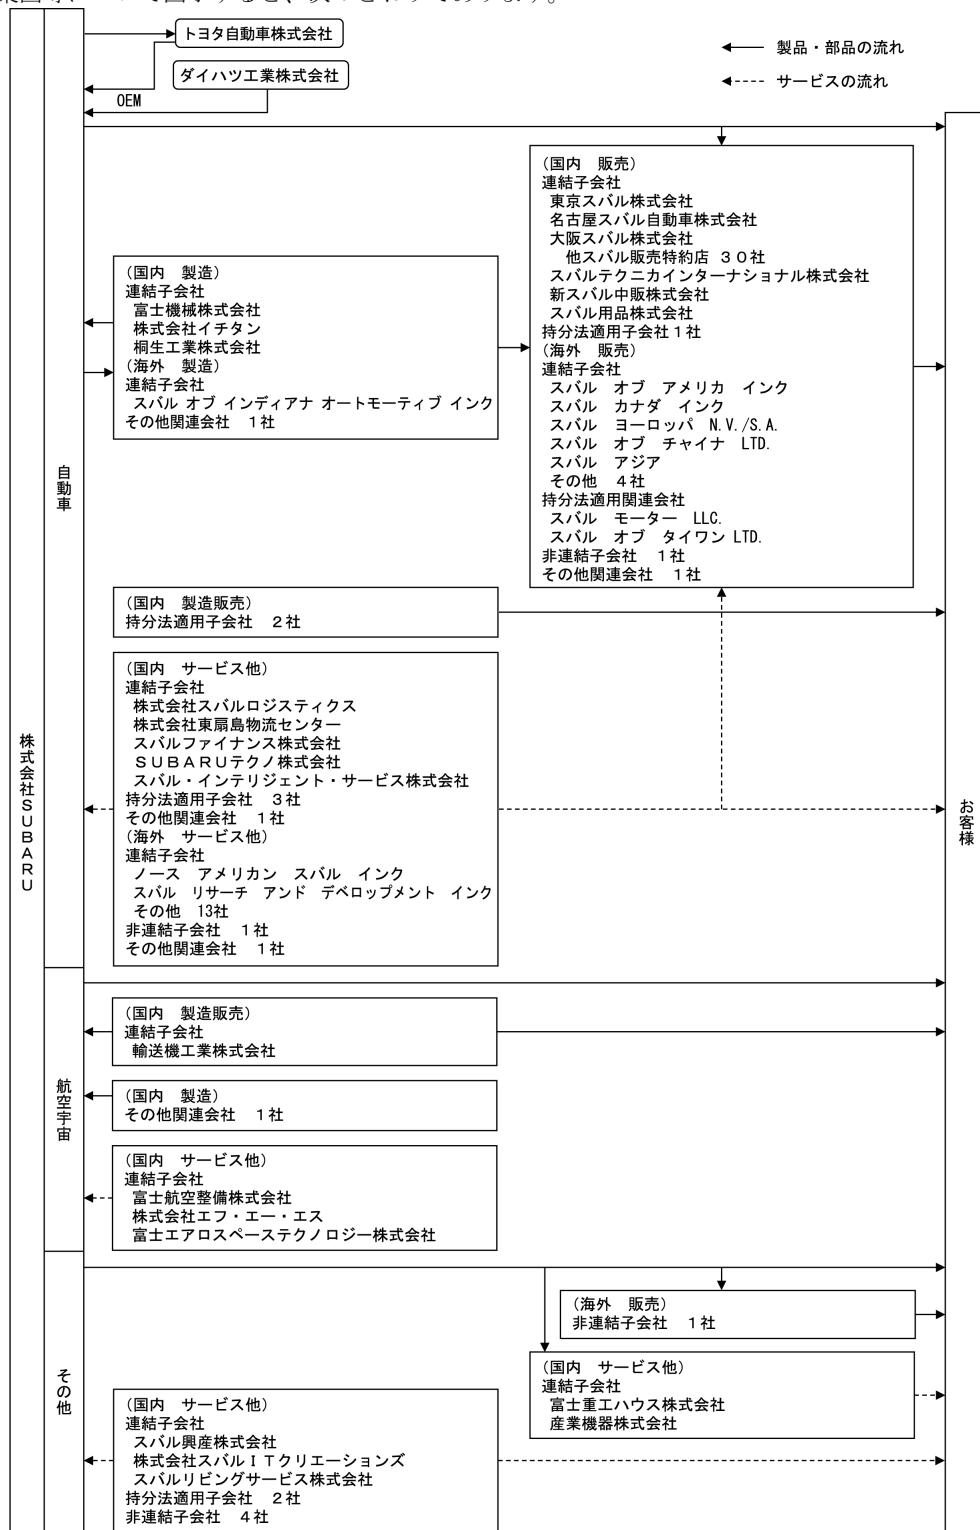 トヨタ自動車株式会社
ダイハツ工業株式会社
OEM
製品・部品の流れ
サービスの流れ
株式会社ＳＵＢＡＲＵ
自動車
(国内　製造)
連結子会社
富士機械株式会社
株式会社イチタン
桐生工業株式会社
(海外　製造)
連結子会社
スバル オブ インディアナ オートモーティブ インク
その他関連会社　１社
(国内　販売)
連結子会社
東京スバル株式会社
名古屋スバル自動車株式会社
大阪スバル株式会社
他スバル販売特約店　３０社
スバルテクニカインターナショナル株式会社
新スバル中販株式会社
スバル用品株式会社
持分法適用子会社１社
(海外　販売)
連結子会社
スバル　オブ　アメリカ　インク
スバル　カナダ　インク
スバル　ヨーロッパ　N.V./S.A.
スバル　オブ　チャイナ　LTD.
スバル　アジア
その他　４社
持分法適用関連会社
スバル　モーター　LLC.
スバル　オブ　タイワン LTD.
非連結子会社　１社
その他関連会社　１社
(国内　製造販売)
持分法適用子会社　２社
(国内　サービス他)
連結子会社
株式会社スバルロジスティクス
株式会社東扇島物流センター
スバルファイナンス株式会社
ＳＵＢＡＲＵテクノ株式会社
スバル・インテリジェント・サービス株式会社
持分法適用子会社　３社
その他関連会社　１社
(海外　サービス他)
連結子会社
ノース　アメリカン　スバル　インク
スバル　リサーチ　アンド　デベロップメント　インク
その他　13社
非連結子会社　１社
その他関連会社　１社
お客様
航空宇宙
(国内　製造販売)
連結子会社
輸送機工業株式会社
(国内　製造)
その他関連会社　１社
(国内　サービス他)
連結子会社
富士航空整備株式会社
株式会社エフ・エー・エス
富士エアロスペーステクノロジー株式会社
その他
(海外　販売)
非連結子会社　１社
(国内　サービス他)
連結子会社
富士重工ハウス株式会社
産業機器株式会社
(国内　サービス他)
連結子会社
スバル興産株式会社
株式会社スバルＩＴクリエーションズ
スバルリビングサービス株式会社
持分法適用子会社　２社
非連結子会社　４社